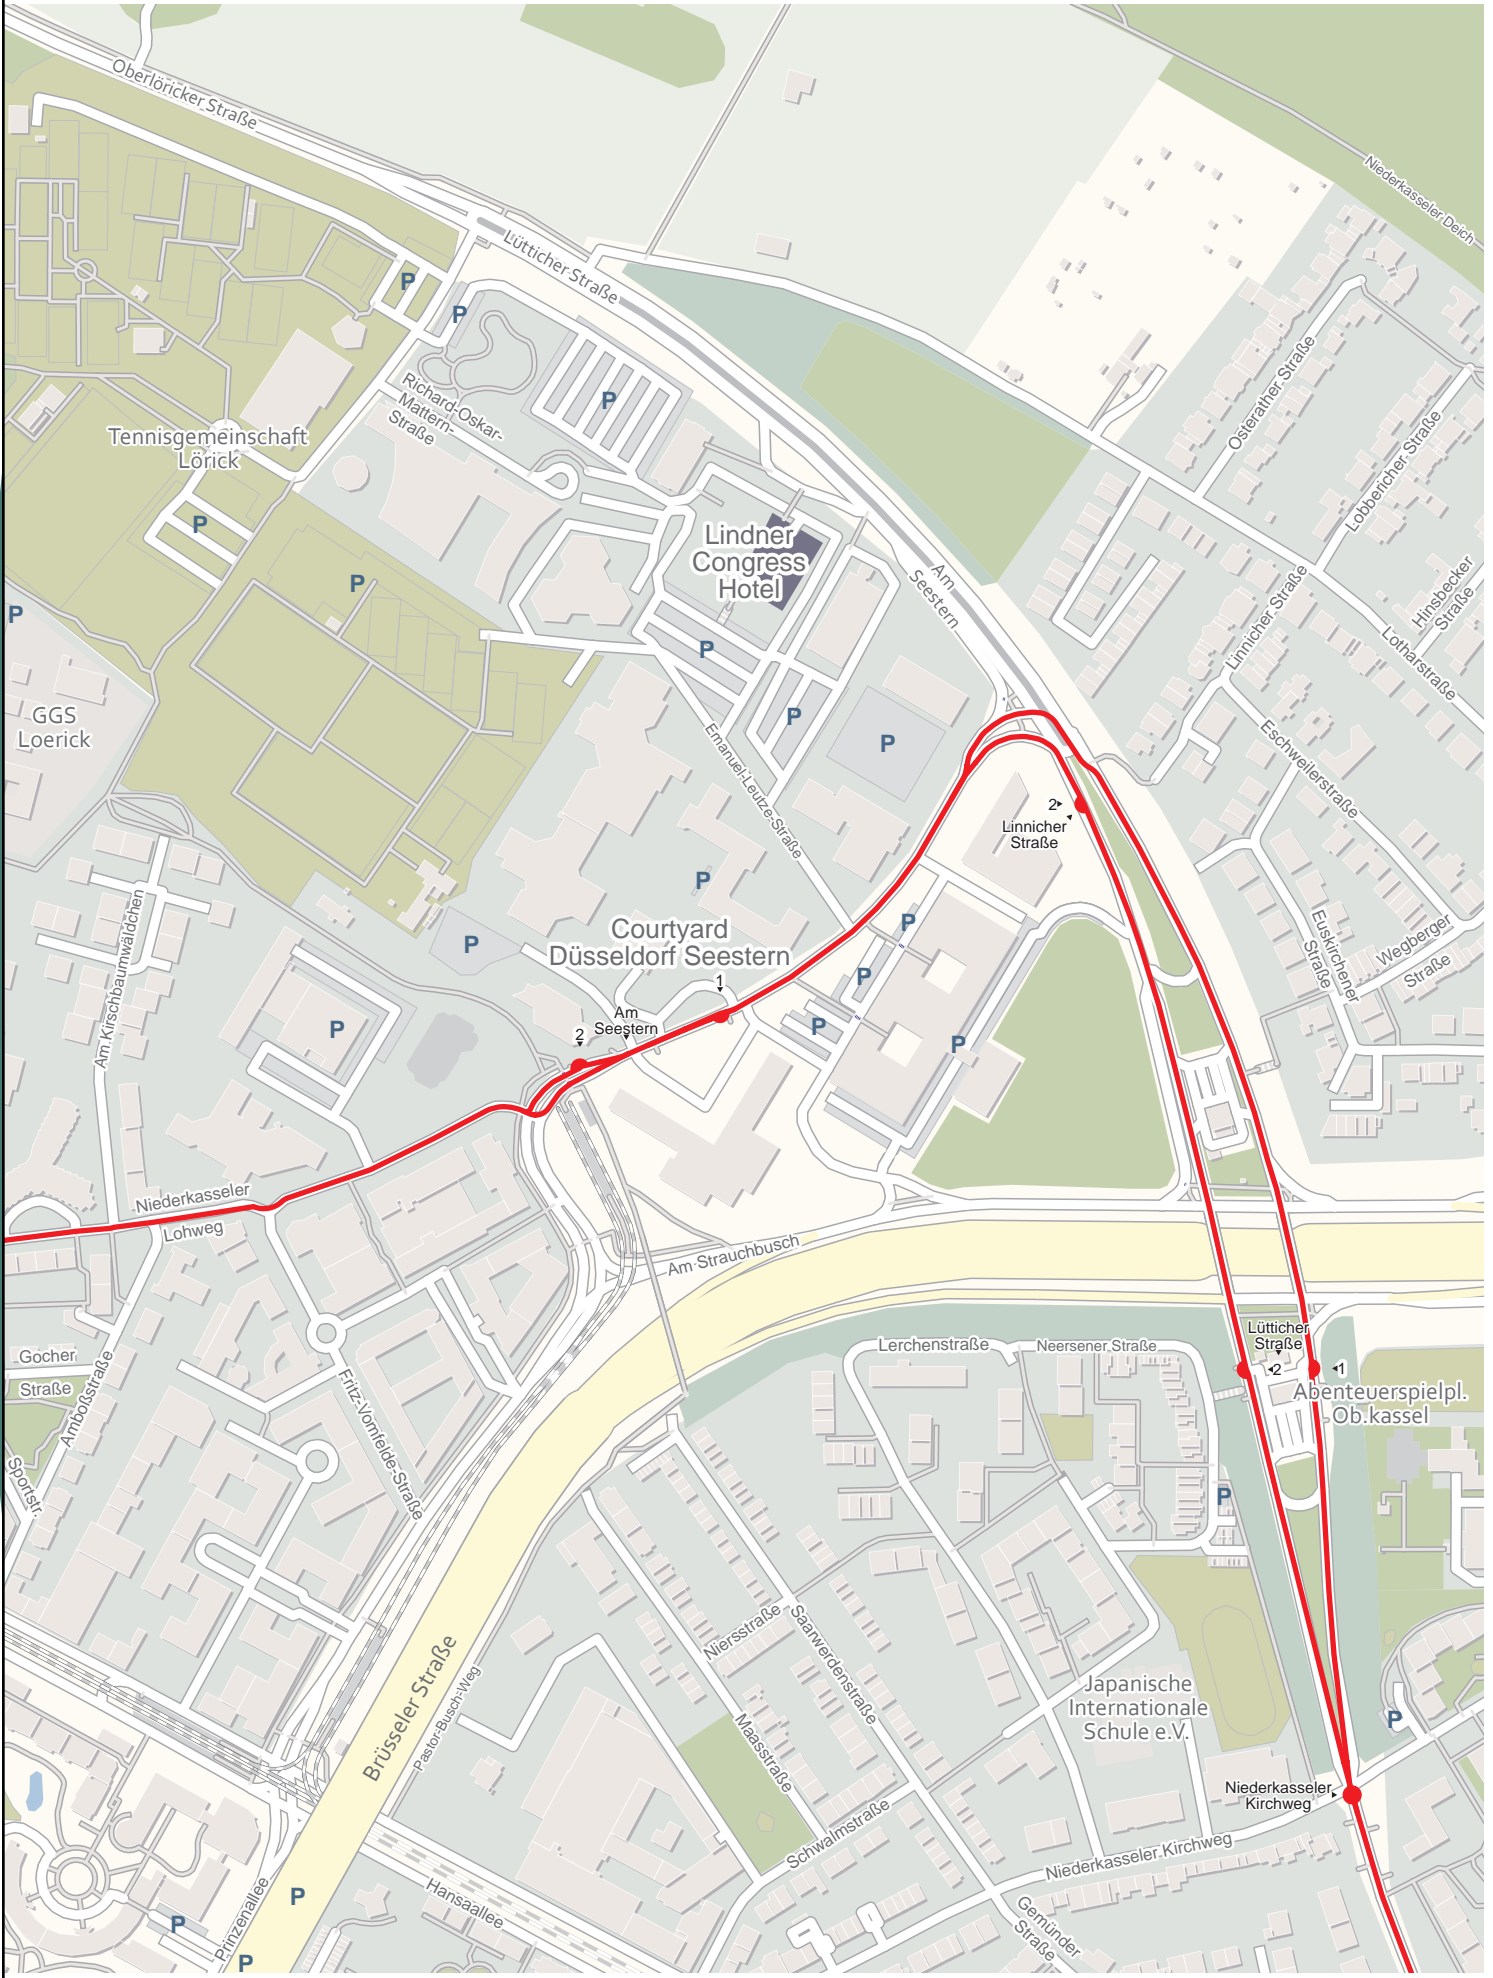 Oberlöricker Straße
Niederkasseler Deich
Lütticher Straße
P
P
Osterather Straße
P
Richard-Oskar-
Mattern-
Straße
Lobbericher Straße
Tennisgemeinschaft
Lörick
P
Lindner
Congress
Hotel
Am
Seestern
P
P
Hinsbecker
Straße
Linnicher Straße
Lotharstraße
P
GGS
Loerick
P
P
Emanuel-Leutze-Straße
Eschweilerstraße
2
Linnicher
Straße
P
Am Kirschbaumwäldchen
P
Courtyard
Düsseldorf Seestern
P
P
Euskirchener
Straße
Wegberger
Straße
1
Am
Seestern
2
P
P
P
Niederkasseler
Lohweg
Am Strauchbusch
Gocher
Straße
Amboßstraße
Fritz-Vomfelde-Straße
Sportstr.
Lerchenstraße
Neersener Straße
Lütticher
Straße
2
1
Abenteuerspielpl.
Ob.kassel
P
Niersstraße
Saarwerdenstraße
Brüsseler Straße
Pastor-Busch-Weg
Maasstraße
Japanische
Internationale
Schule e.V.
P
Niederkasseler
Kirchweg
Schwalmstraße
Niederkasseler Kirchweg
Hansaallee
Gemünder
Straße
Prinzenallee
P
P
P